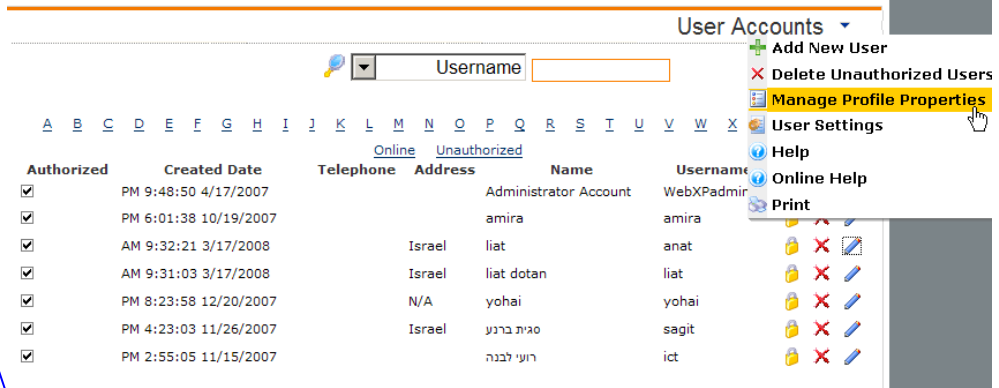 User Accounts
Add New User
Delete Unauthorized Users
Manage Profile Properties
User Settings
Help
Online Help
Print
Username
A B C D E F G H I J K L M N O P Q R S T U V W X
Online Unauthorized
Authorized Created Date Telephone Address Name Username
PM 9:48:50 4/17/2007 Administrator Account WebXPadmin
PM 6:01:38 10/19/2007 amira amira
AM 9:32:21 3/17/2008 Israel liat anat
AM 9:31:03 3/17/2008 Israel liat dotan liat
PM 8:23:58 12/20/2007 N/A yohai yohai
PM 4:23:03 11/26/2007 Israel סגית ברנע sagit
PM 2:55:05 11/15/2007 רועי לבנה ict